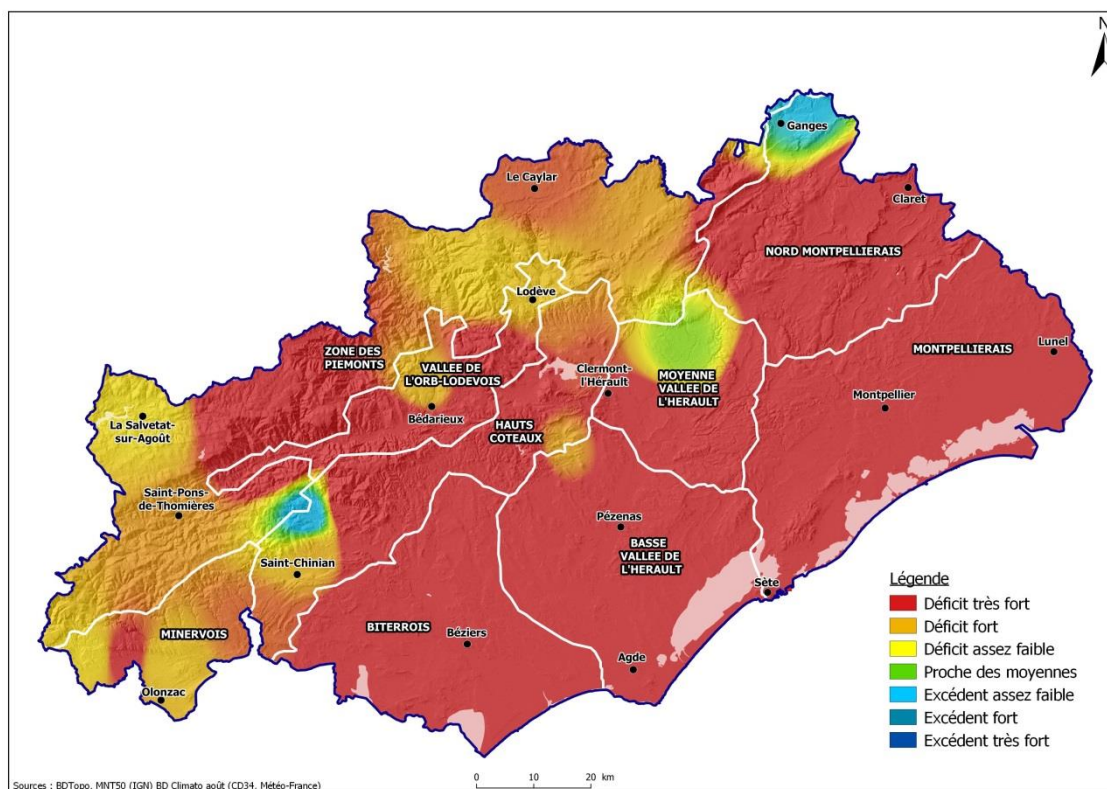 N
Ganges
Le Caylar
Claret
NORD MONTPELLIERAIS
Lodève
ZONE DES
PIEMONTS
VALLEE DE
L'ORB-LODEVOIS
Clermont-
l'Hérault
MOYENNE
VALLEE DE
L'HERAULT
MONTPELLIERAIS
Lunel
Montpellier
La Salvetat-
sur-Agoût
Bédarieux
HAUTS
COTEAUX
Saint-Pons-
de-Thomières
Pézenas
BASSE
VALLEE DE
L'HERAULT
Saint-Chinian
Sète
MINERVOIS
BITERROIS
Béziers
Agde
Olonzac
Légende
Déficit très fort
Déficit fort
Déficit assez faible
Proche des moyennes
Excédent assez faible
Excédent fort
Excédent très fort
0 10 20 km
Sources : BDTopo, MNT50 (IGN) BD Climato août (CD34, Météo-France)